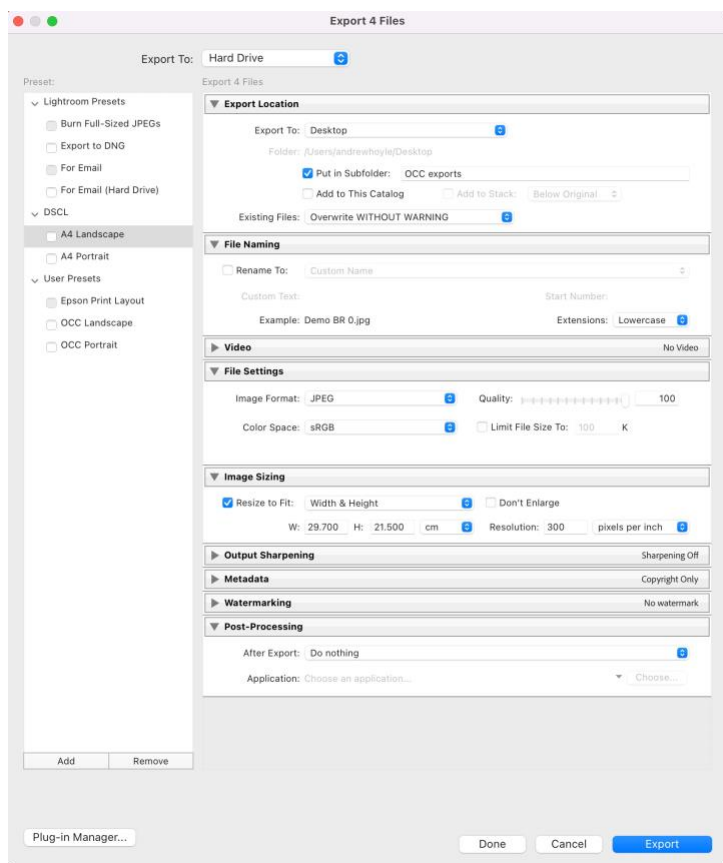 Export 4 Files
Export To: Hard Drive
Preset:
Lightroom Presets
Burn Full-Sized JPEGs
Export to DNG
For Email
For Email (Hard Drive)
DSCL
A4 Landscape
A4 Portrait
User Presets
Epson Print Layout
OCC Landscape
OCC Portrait
Add Remove
Export 4 Files
Export Location
Export To: Desktop
Folder: /Users/andrewhoyle/Desktop
Put in Subfolder: OCC exports
Add to This Catalog Add to Stack: Below Original
Existing Files: Overwrite WITHOUT WARNING
File Naming
Rename To: Custom Name
Custom Text: Start Number:
Example: Demo BR 0.jpg Extensions: Lowercase
Video No Video
File Settings
Image Format: JPEG Quality: 100
Color Space: sRGB Limit File Size To: 100 K
Image Sizing
Resize to Fit: Width & Height Don't Enlarge
W: 29.700 H: 21.500 cm Resolution: 300 pixels per inch
Output Sharpening Sharpening Off
Metadata Copyright Only
Watermarking No watermark
Post-Processing
After Export: Do nothing
Application: Choose an application... Choose...
Plug-in Manager... Done Cancel Export